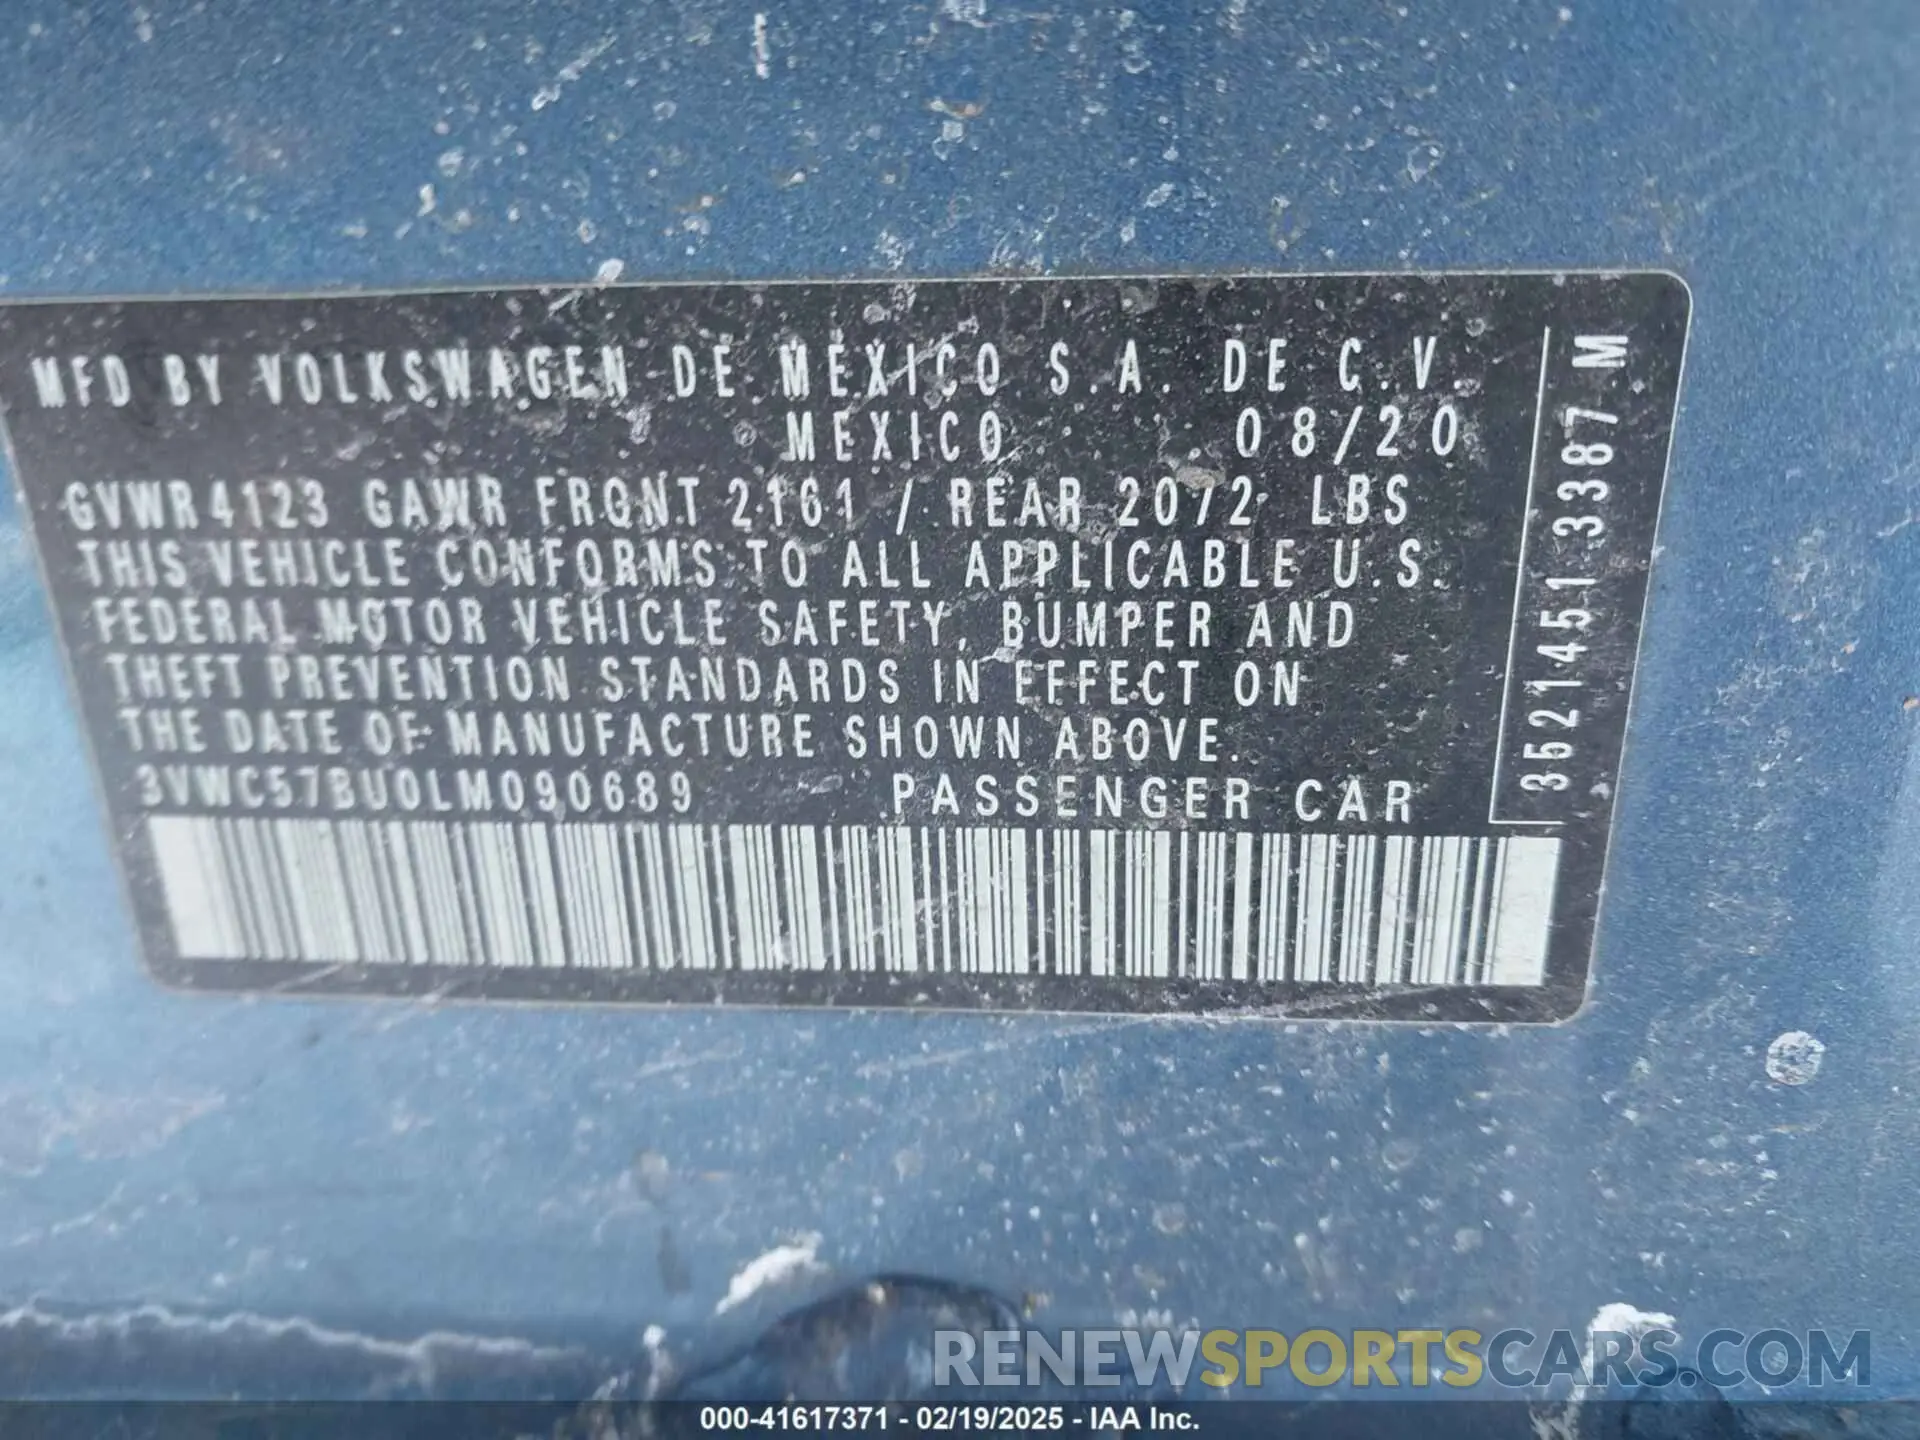 MFD BY VOLKSWAGEN DE MEXICO S.A. DE C.V.
MEXICO 08/20
GVWR 4123 GAWR FRONT 2161 / REAR 2072 LBS
THIS VEHICLE CONFORMS TO ALL APPLICABLE U.S.
FEDERAL MOTOR VEHICLE SAFETY, BUMPER AND
THEFT PREVENTION STANDARDS IN EFFECT ON
THE DATE OF MANUFACTURE SHOWN ABOVE.
3VWC57BU0LM090689 PASSENGER CAR
3521451 3387 M
RENEWSPORTSCARS.COM
000-41617371 - 02/19/2025 - IAA Inc.